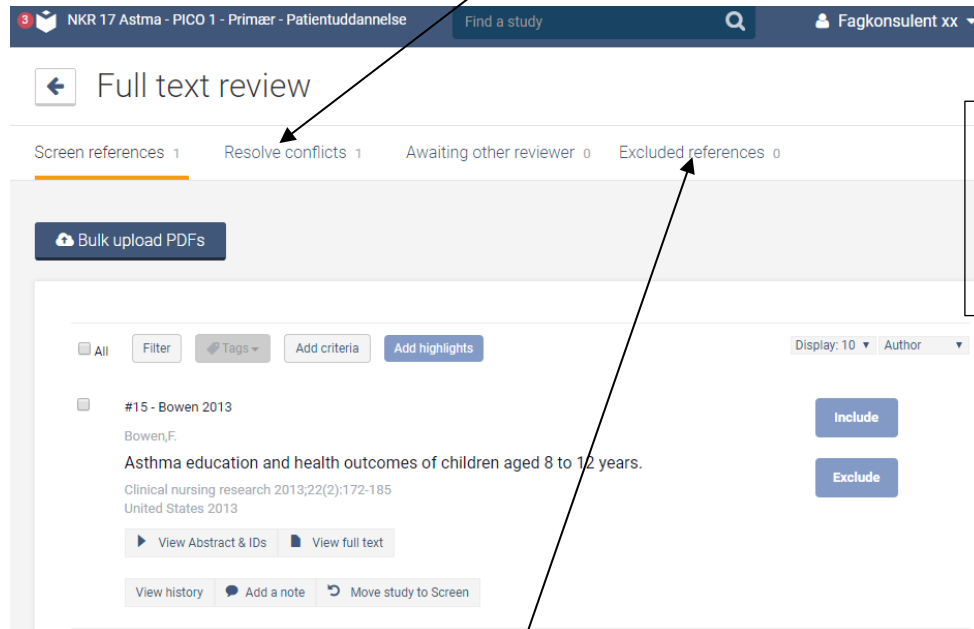 3 NKR 17 Astma - PICO 1 - Primær - Patientuddannelse Find a study Fagkonsulent xx
Full text review
Screen references 1 Resolve conflicts 1 Awaiting other reviewer 0 Excluded references 0
Bulk upload PDFs
All Filter Tags Add criteria Add highlights Display: 10 Author
#15 - Bowen 2013
Include
Bowen,F.
Asthma education and health outcomes of children aged 8 to 12 years.
Exclude
Clinical nursing research 2013;22(2):172-185
United States 2013
View Abstract & IDs View full text
View history Add a note Move study to Screen